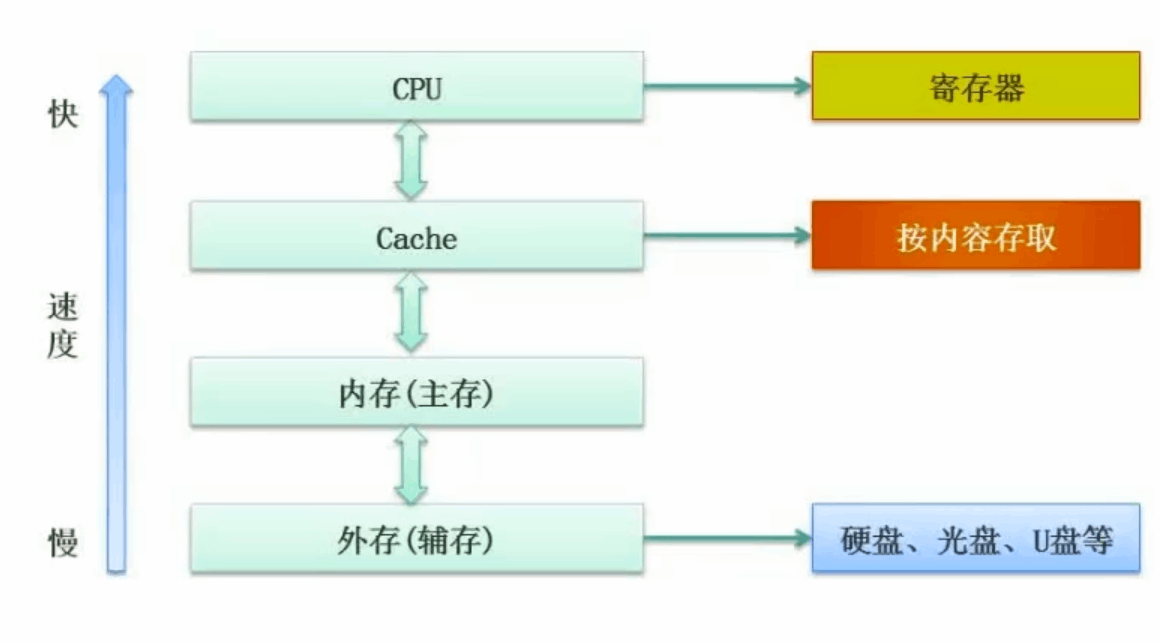 快
CPU
寄存器
Cache
按内容存取
速
度
内存(主存)
慢
外存(辅存)
硬盘、光盘、U盘等